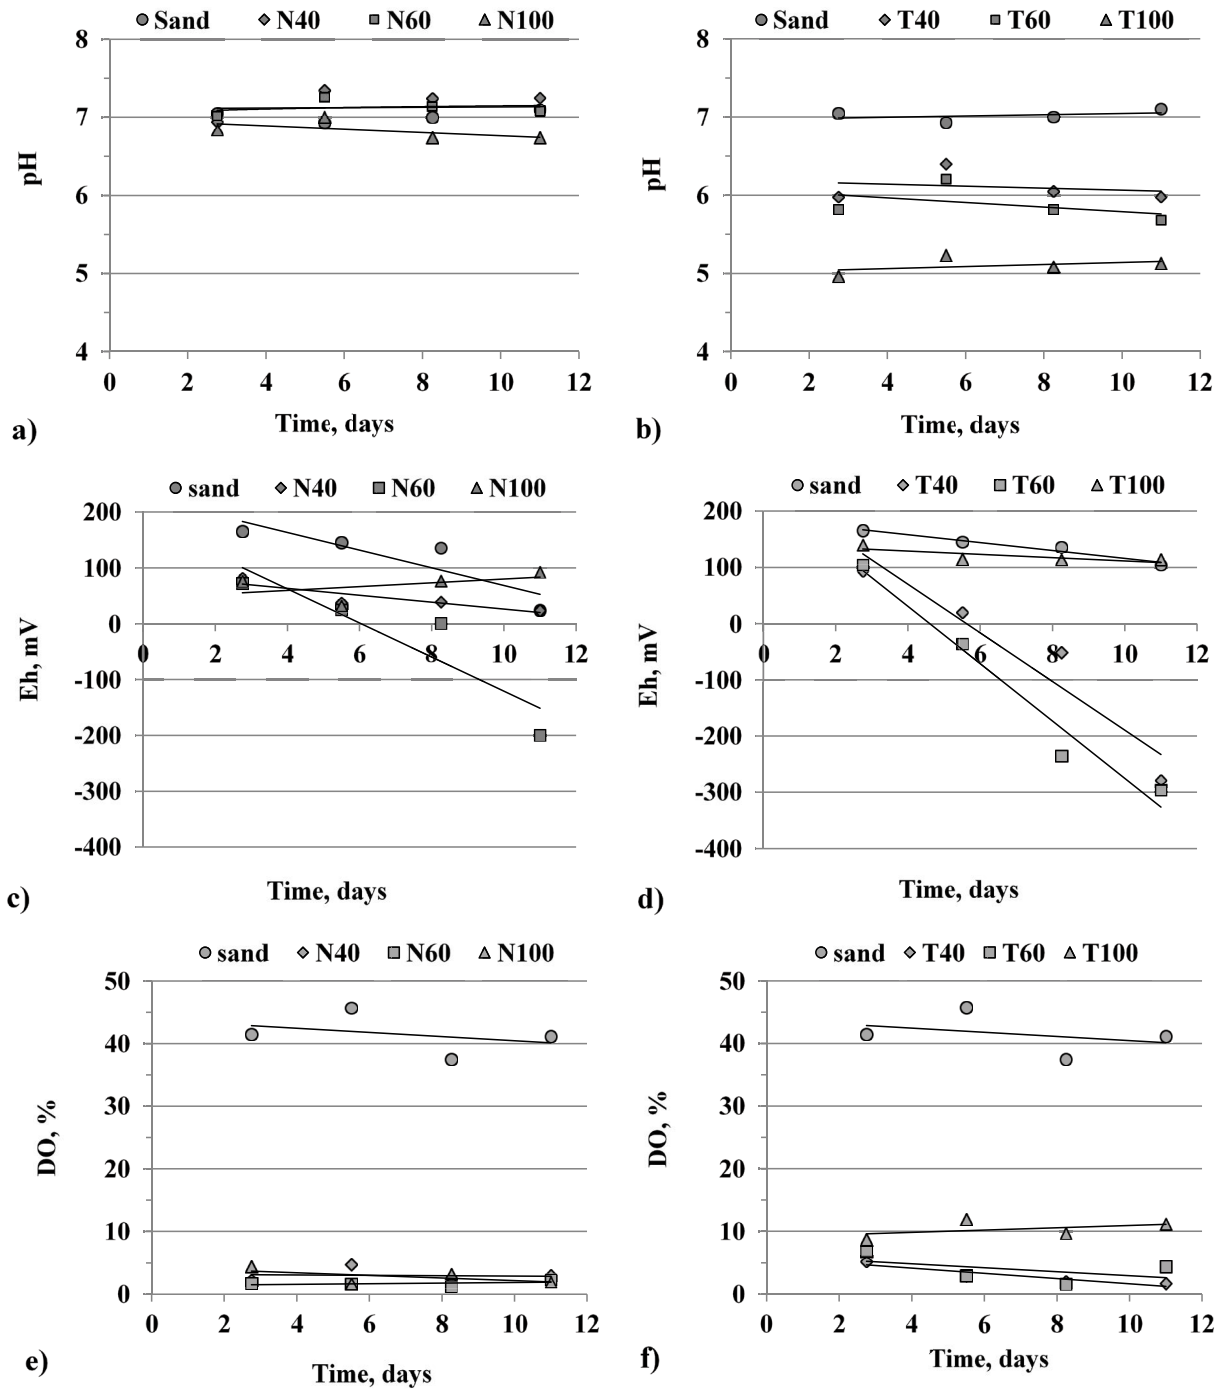 Sand N40 N60 N100
8
7
6
5
4
pH
0 2 4 6 8 10 12
Time, days
a)
Sand T40 T60 T100
8
7
6
5
4
pH
0 2 4 6 8 10 12
Time, days
b)
sand N40 N60 N100
200
100
0
-100
-200
-300
-400
Eh, mV
0 2 4 6 8 10 12
Time, days
c)
sand T40 T60 T100
200
100
0
-100
-200
-300
-400
Eh, mV
0 2 4 6 8 10 12
Time, days
d)
sand N40 N60 N100
50
40
30
20
10
0
DO, %
0 2 4 6 8 10 12
Time, days
e)
sand T40 T60 T100
50
40
30
20
10
0
DO, %
0 2 4 6 8 10 12
Time, days
f)